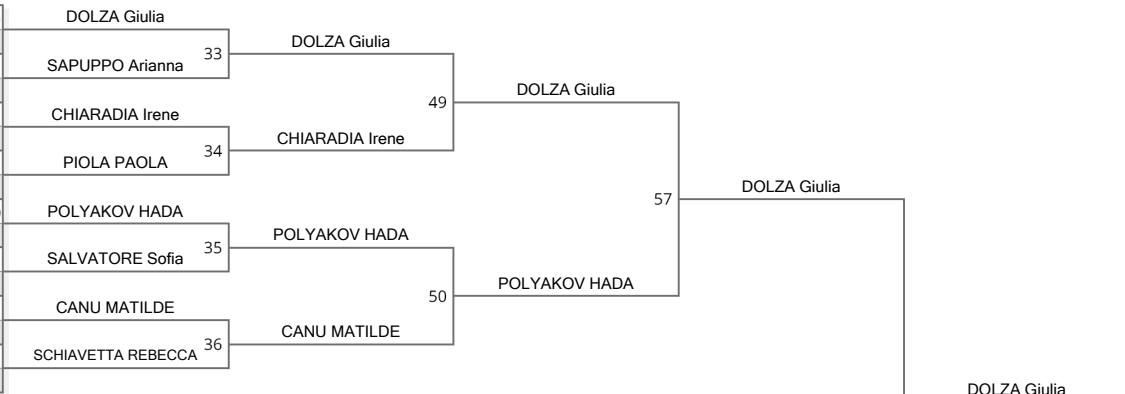 DOLZA Giulia
33
DOLZA Giulia
SAPUPPO Arianna
49
DOLZA Giulia
CHIARADIA Irene
34
CHIARADIA Irene
PIOLA PAOLA
57
DOLZA Giulia
POLYAKOV HADA
35
POLYAKOV HADA
SALVATORE Sofia
50
POLYAKOV HADA
CANU MATILDE
36
CANU MATILDE
SCHIAVETTA REBECCA
DOLZA Giulia